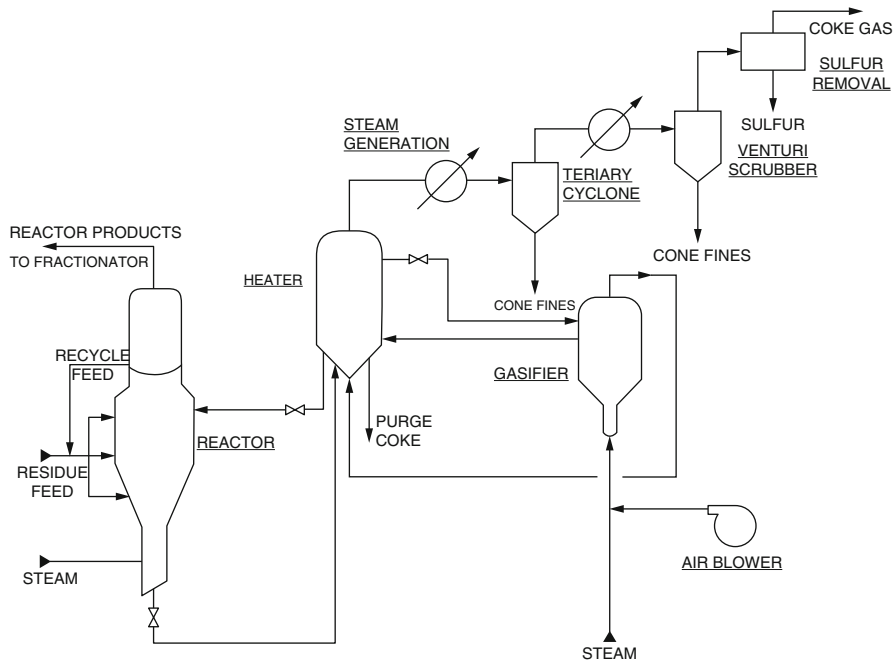 COKE GAS
SULFUR
REMOVAL
SULFUR
VENTURI
SCRUBBER
STEAM
GENERATION
TERIARY
CYCLONE
REACTOR PRODUCTS
TO FRACTIONATOR
HEATER
CONE FINES
CONE FINES
RECYCLE
FEED
GASIFIER
PURGE
COKE
REACTOR
RESIDUE
FEED
STEAM
AIR BLOWER
STEAM